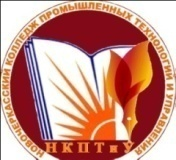 НОВОЧЕРКАССКИЙ КОЛЛЕДЖ ПРОМЫШЛЕННЫХ ТЕХНОЛОГИЙ И УПРАВЛЕНИЯ
НКПТиУ